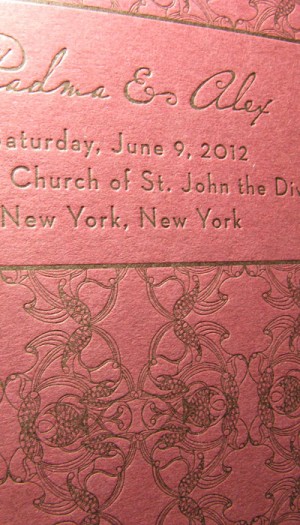 Padma & Alex
Saturday, June 9, 2012
Church of St. John the Div
New York, New York